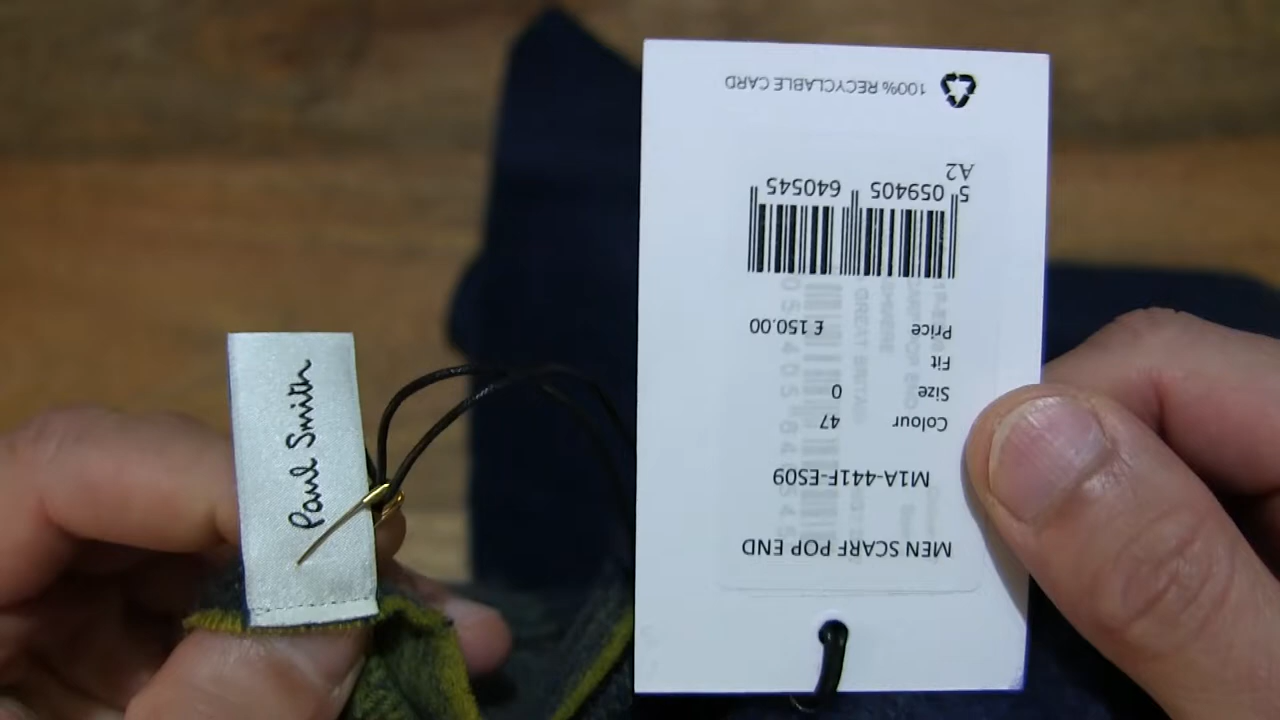 Paul Smith
MEN SCARF POP END
M1A-441F-ES09
Colour 47
Size 0
Fit
Price £ 150.00
5 059405 640545
A2
100% RECYCLABLE CARD